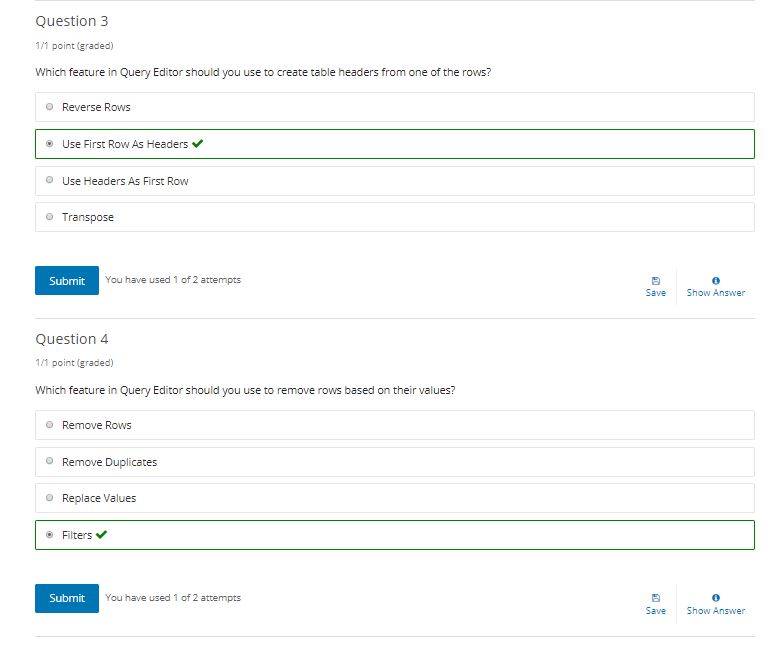 Question 3
1/1 point (graded)
Which feature in Query Editor should you use to create table headers from one of the rows?
Reverse Rows
Use First Row As Headers
Use Headers As First Row
Transpose
Submit You have used 1 of 2 attempts
Save Show Answer
Question 4
1/1 point (graded)
Which feature in Query Editor should you use to remove rows based on their values?
Remove Rows
Remove Duplicates
Replace Values
Filters
Submit You have used 1 of 2 attempts
Save Show Answer